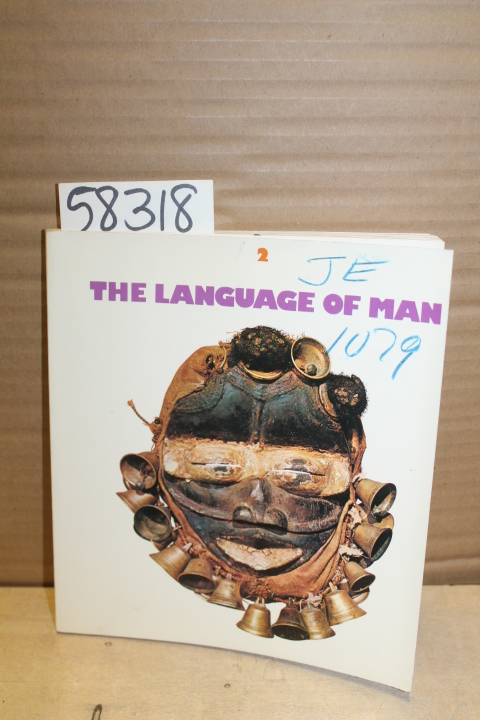 58318
2
JE
THE LANGUAGE OF MAN
1079